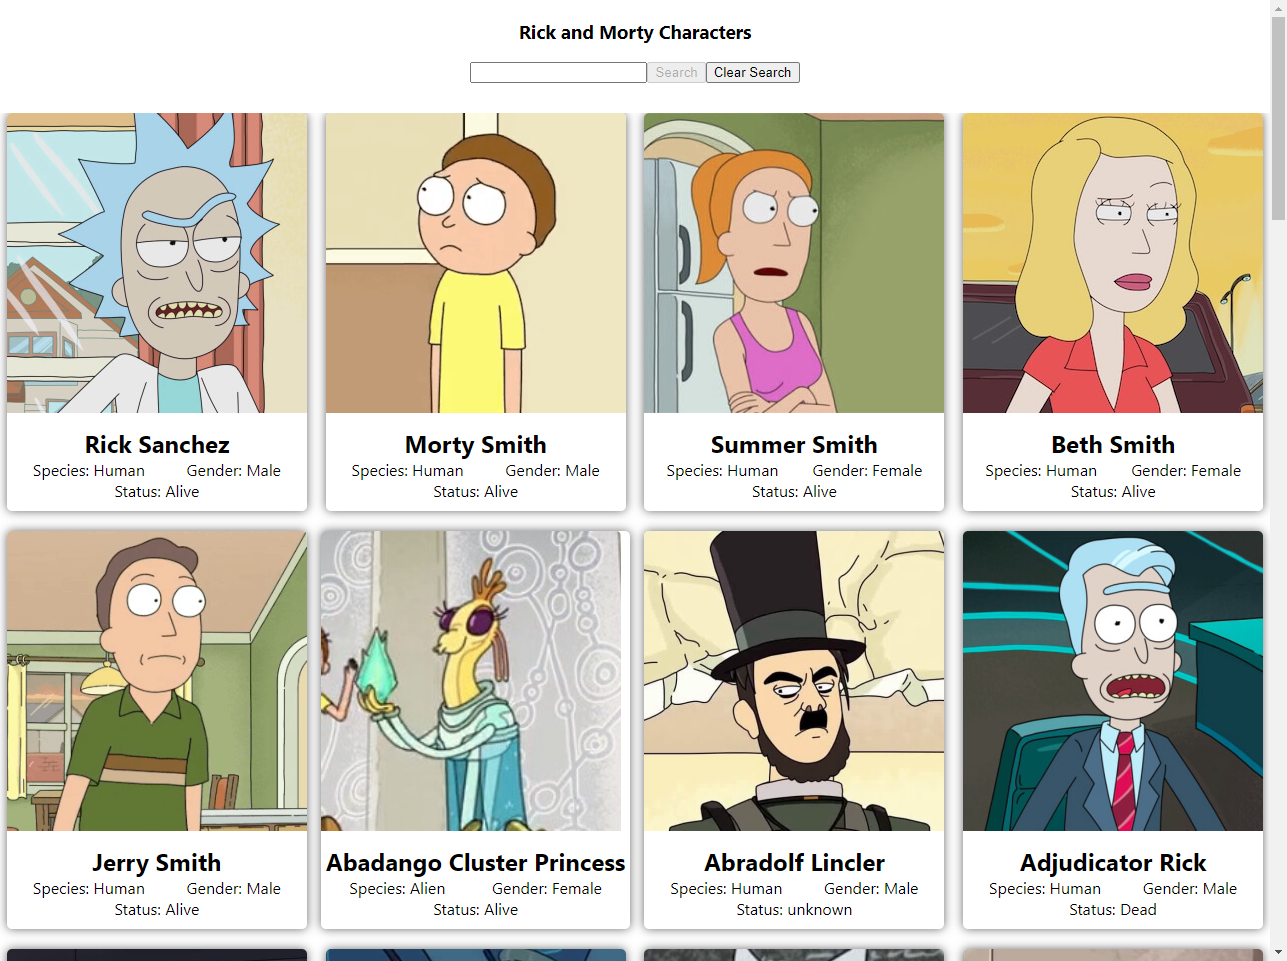 Rick and Morty Characters
Search Clear Search
Rick Sanchez
Species: Human Gender: Male
Status: Alive
Morty Smith
Species: Human Gender: Male
Status: Alive
Summer Smith
Species: Human Gender: Female
Status: Alive
Beth Smith
Species: Human Gender: Female
Status: Alive
Jerry Smith
Species: Human Gender: Male
Status: Alive
Abadango Cluster Princess
Species: Alien Gender: Female
Status: Alive
Abradolf Lincler
Species: Human Gender: Male
Status: unknown
Adjudicator Rick
Species: Human Gender: Male
Status: Dead